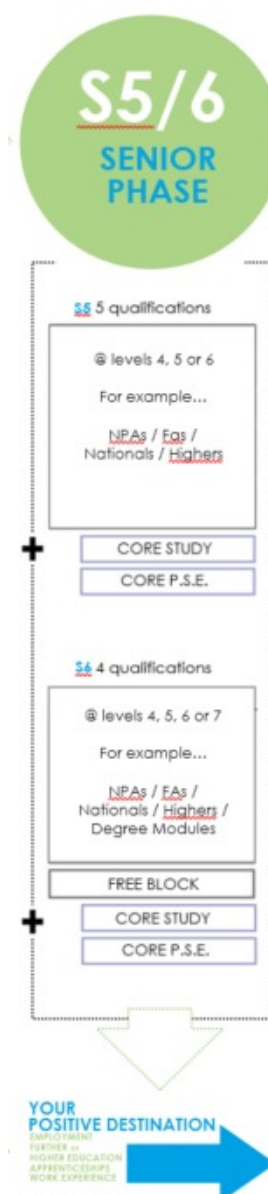 S5/6
SENIOR
PHASE
S5 5 qualifications
@ levels 4, 5 or 6
For example...
NPAs / Fas /
Nationals / Highers
+
CORE STUDY
CORE P.S.E.
S6 4 qualifications
@ levels 4, 5, 6 or 7
For example...
NPAs / FAs /
Nationals / Highers /
Degree Modules
FREE BLOCK
+
CORE STUDY
CORE P.S.E.
YOUR
POSITIVE DESTINATION
EMPLOYMENT
FURTHER or
HIGHER EDUCATION
APPRENTICESHIPS
WORK EXPERIENCE